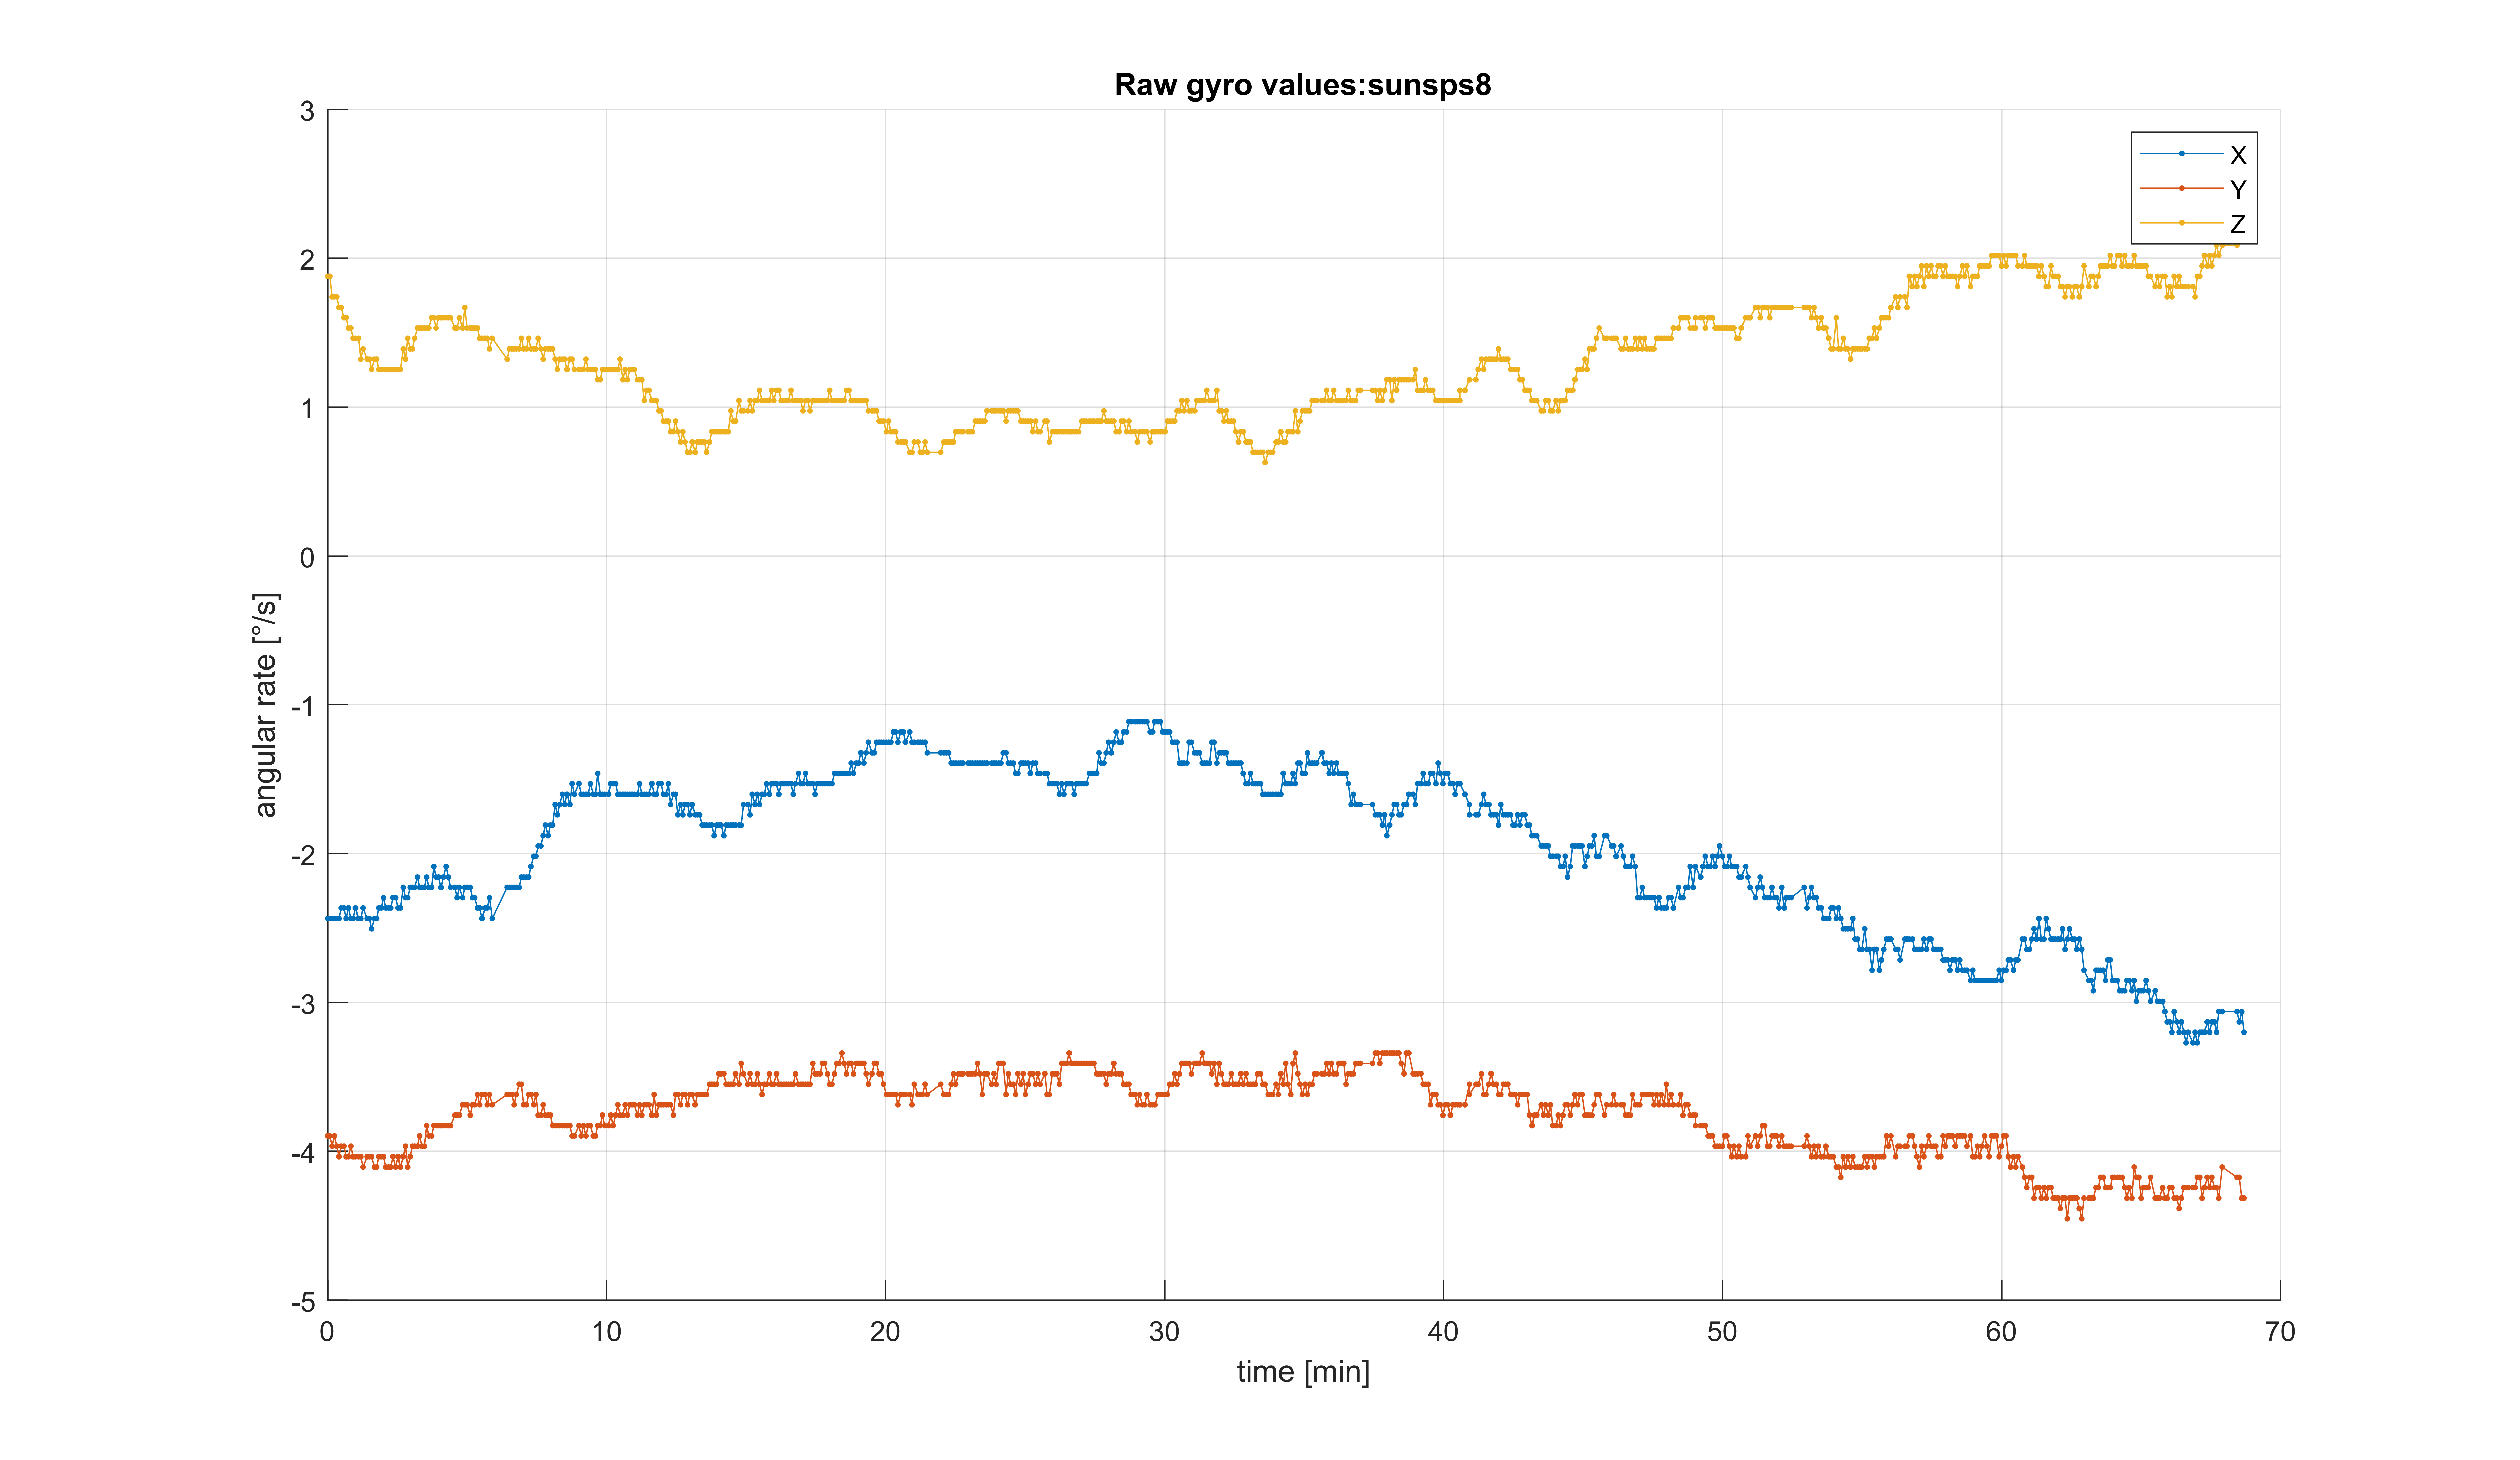 Raw gyro values:sunsps8
3
2
1
0
-1
-2
-3
-4
-5
angular rate [°/s]
X
Y
Z
0 10 20 30 40 50 60 70
time [min]